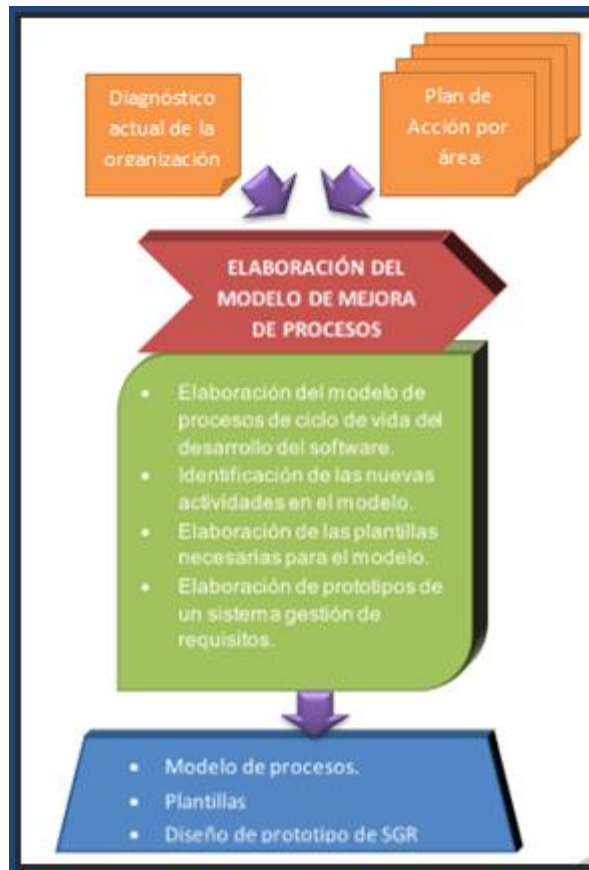 Diagnóstico
actual de la
organización
Plan de
Acción por
área
ELABORACIÓN DEL
MODELO DE MEJORA
DE PROCESOS
• Elaboración del modelo de
procesos de ciclo de vida del
desarrollo del software.
• Identificación de las nuevas
actividades en el modelo.
• Elaboración de las plantillas
necesarias para el modelo.
• Elaboración de prototipos de
un sistema gestión de
requisitos.
• Modelo de procesos.
• Plantillas
• Diseño de prototipo de SGR